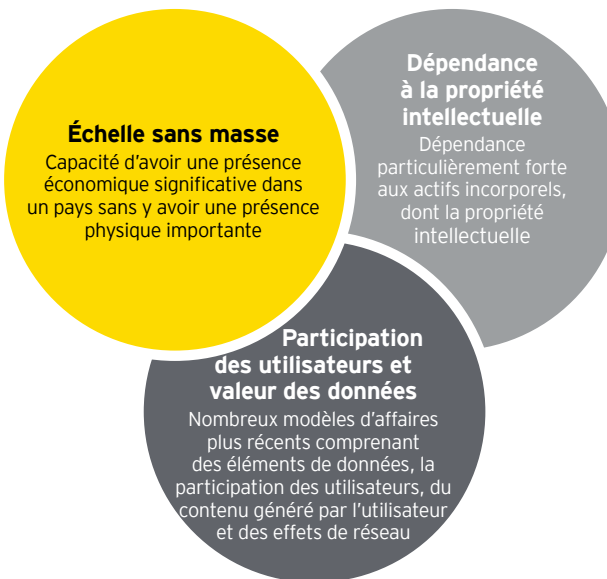 Échelle sans masse
Capacité d'avoir une présence
économique significative dans
un pays sans y avoir une présence
physique importante
Dépendance
à la propriété
intellectuelle
Dépendance
particulièrement forte
aux actifs incorporels,
dont la propriété
intellectuelle
Participation
des utilisateurs et
valeur des données
Nombreux modèles d'affaires
plus récents comprenant
des éléments de données, la
participation des utilisateurs, du
contenu généré par l'utilisateur
et des effets de réseau